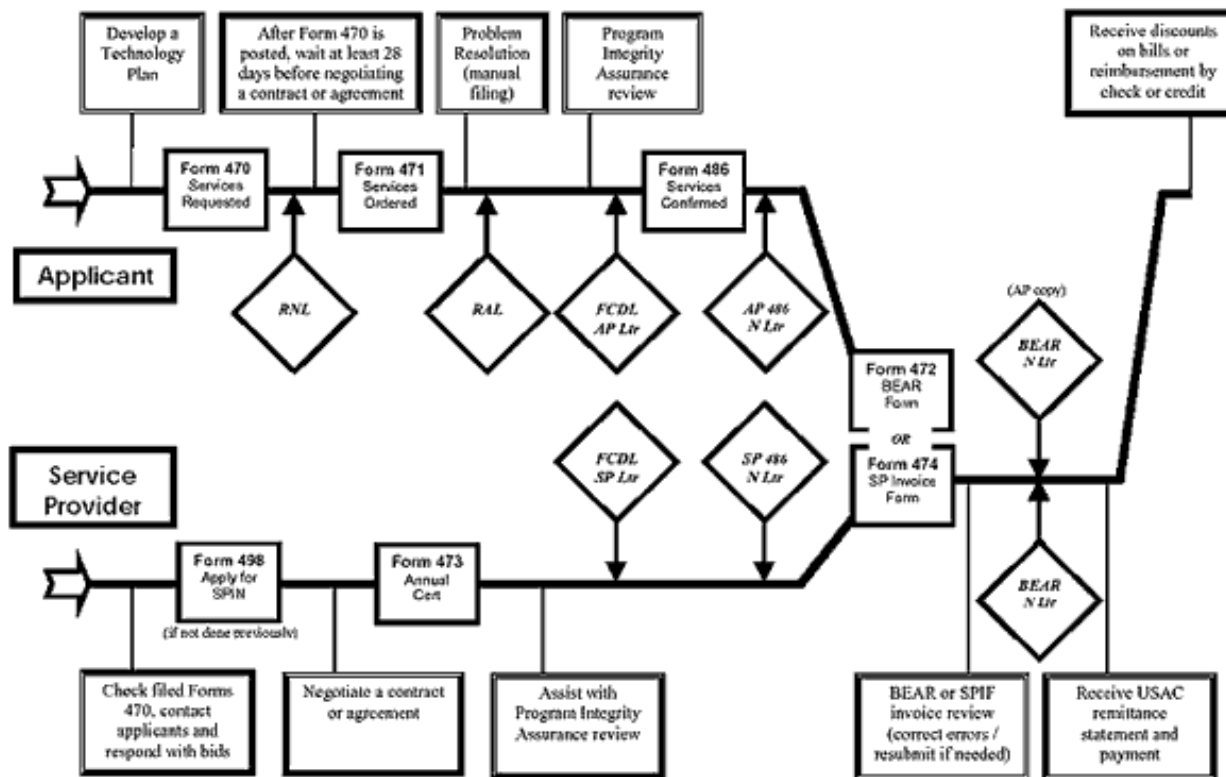 Develop a
Technology
Plan
After Form 470 is
posted, wait at least 28
days before negotiating
a contract or agreement
Problem
Resolution
(manual
filing)
Program
Integrity
Assurance
review
Receive discounts
on bills or
reimbursement by
check or credit
Form 470
Services
Requested
Form 471
Services
Ordered
Form 486
Services
Confirmed
Applicant
RNL
RAL
FCDL
AP Ltr
AP 486
N Ltr
(AP copy)
BEAR
N Ltr
Form 472
BEAR
Form
OR
Form 474
SP Invoice
Form
FCDL
SP Ltr
SP 486
N Ltr
Service
Provider
Form 498
Apply for
SPIN
(if not done previously)
Form 473
Annual
Cert
BEAR
N Ltr
Check filed Forms
470, contact
applicants and
respond with bids
Negotiate a contract
or agreement
Assist with
Program Integrity
Assurance review
BEAR or SPIF
invoice review
(correct errors /
resubmit if needed)
Receive USAC
remittance
statement and
payment